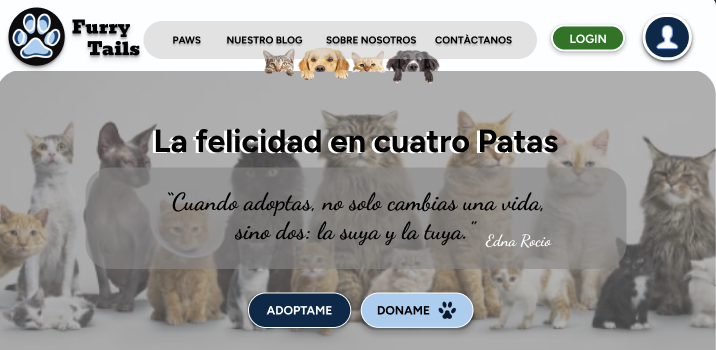 Furry
Tails
PAWS
NUESTRO BLOG
SOBRE NOSOTROS
CONTÀCTANOS
LOGIN
La felicidad en cuatro Patas
“Cuando adoptas, no solo cambias una vida,
sino dos: la suya y la tuya.”
Edna Rocio
ADOPTAME
DONAME